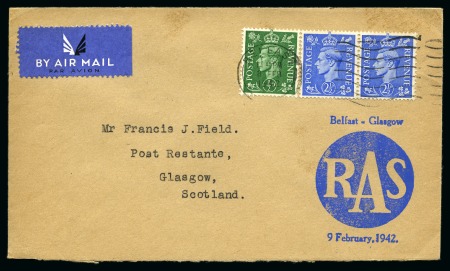 BY AIR MAIL
PAR AVION
POSTAGE REVENUE
POSTAGE REVENUE
POSTAGE REVENUE
Belfast - Glasgow
RAS
9 February, 1942.
Mr Francis J. Field.
Post Restante,
Glasgow,
Scotland.